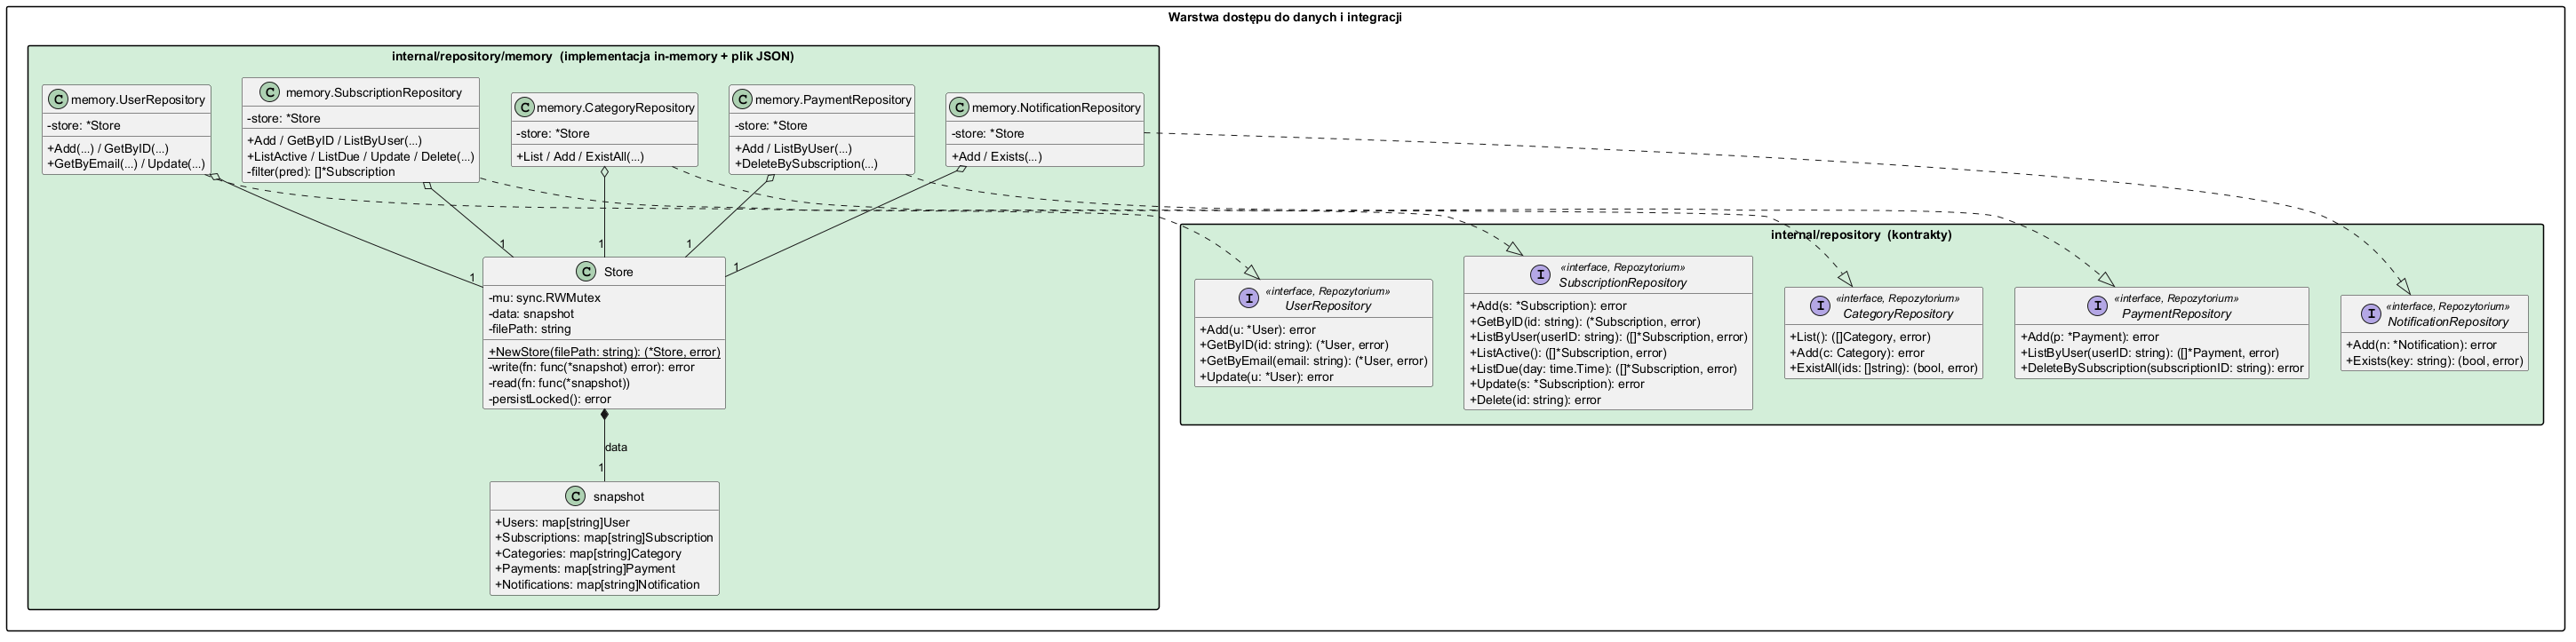 Warstwa dostępu do danych i integracji
internal/repository/memory (implementacja in-memory + plik JSON)
C memory.UserRepository
-store: *Store
+Add(...) / GetByID(...)
+GetByEmail(...) / Update(...)
C memory.SubscriptionRepository
-store: *Store
+Add / GetByID / ListByUser(...)
+ListActive / ListDue / Update / Delete(...)
-filter(pred): []*Subscription
C memory.CategoryRepository
-store: *Store
+List / Add / ExistAll(...)
C memory.PaymentRepository
-store: *Store
+Add / ListByUser(...)
+DeleteBySubscription(...)
C memory.NotificationRepository
-store: *Store
+Add / Exists(...)
1
1
1
1
1
C Store
-mu: sync.RWMutex
-data: snapshot
-filePath: string
+NewStore(filePath: string): (*Store, error)
-write(fn: func(*snapshot) error): error
-read(fn: func(*snapshot))
-persistLocked(): error
data
1
C snapshot
+Users: map[string]User
+Subscriptions: map[string]Subscription
+Categories: map[string]Category
+Payments: map[string]Payment
+Notifications: map[string]Notification
internal/repository (kontrakty)
I «interface, Repozytorium»
UserRepository
+Add(u: *User): error
+GetByID(id: string): (*User, error)
+GetByEmail(email: string): (*User, error)
+Update(u: *User): error
I «interface, Repozytorium»
SubscriptionRepository
+Add(s: *Subscription): error
+GetByID(id: string): (*Subscription, error)
+ListByUser(userID: string): ([]*Subscription, error)
+ListActive(): ([]*Subscription, error)
+ListDue(day: time.Time): ([]*Subscription, error)
+Update(s: *Subscription): error
+Delete(id: string): error
I «interface, Repozytorium»
CategoryRepository
+List(): ([]Category, error)
+Add(c: Category): error
+ExistAll(ids: []string): (bool, error)
I «interface, Repozytorium»
PaymentRepository
+Add(p: *Payment): error
+ListByUser(userID: string): ([]*Payment, error)
+DeleteBySubscription(subscriptionID: string): error
I «interface, Repozytorium»
NotificationRepository
+Add(n: *Notification): error
+Exists(key: string): (bool, error)